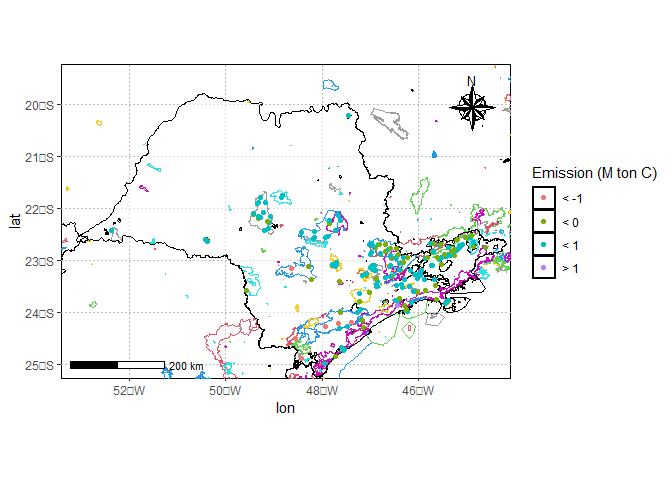 N
20□S
21□S
22□S
23□S
24□S
25□S
lat
200 km
52□W
50□W
48□W
46□W
lon
Emission (M ton C)
< -1
< 0
< 1
> 1